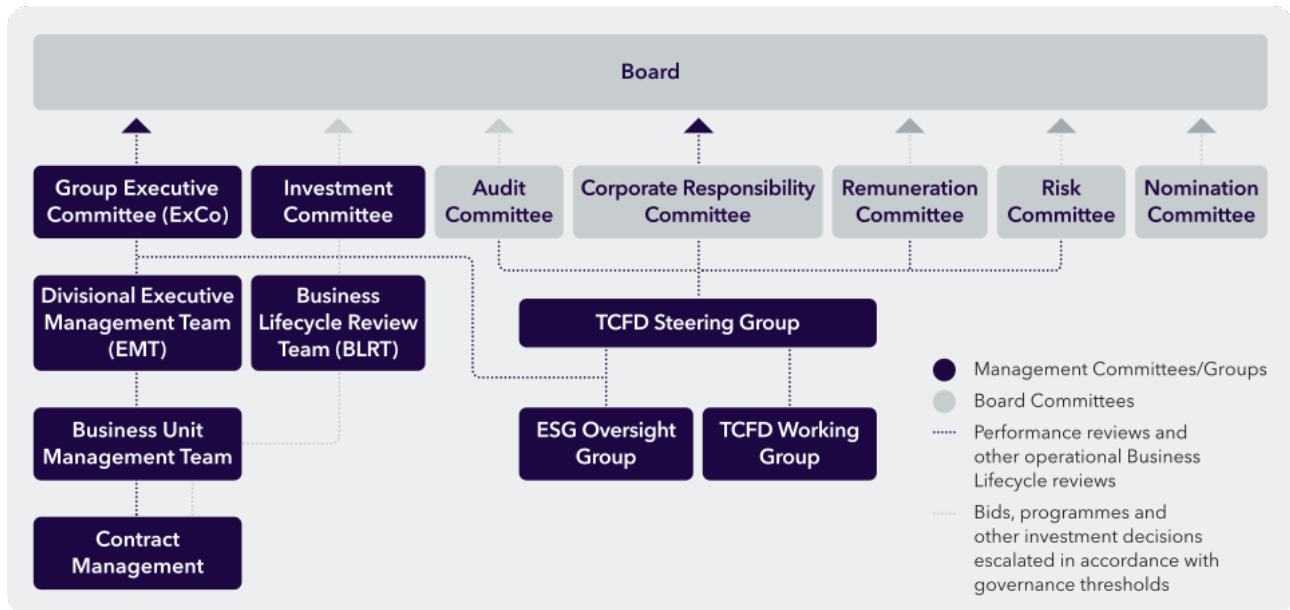 Board
Group Executive
Committee (ExCo)
Investment
Committee
Audit
Committee
Corporate Responsibility
Committee
Remuneration
Committee
Risk
Committee
Nomination
Committee
Divisional Executive
Management Team
(EMT)
Business
Lifecycle Review
Team (BLRT)
TCFD Steering Group
Business Unit
Management Team
ESG Oversight
Group
TCFD Working
Group
Contract
Management
Management Committees/Groups
Board Committees
Performance reviews and
other operational Business
Lifecycle reviews
Bids, programmes and
other investment decisions
escalated in accordance with
governance thresholds